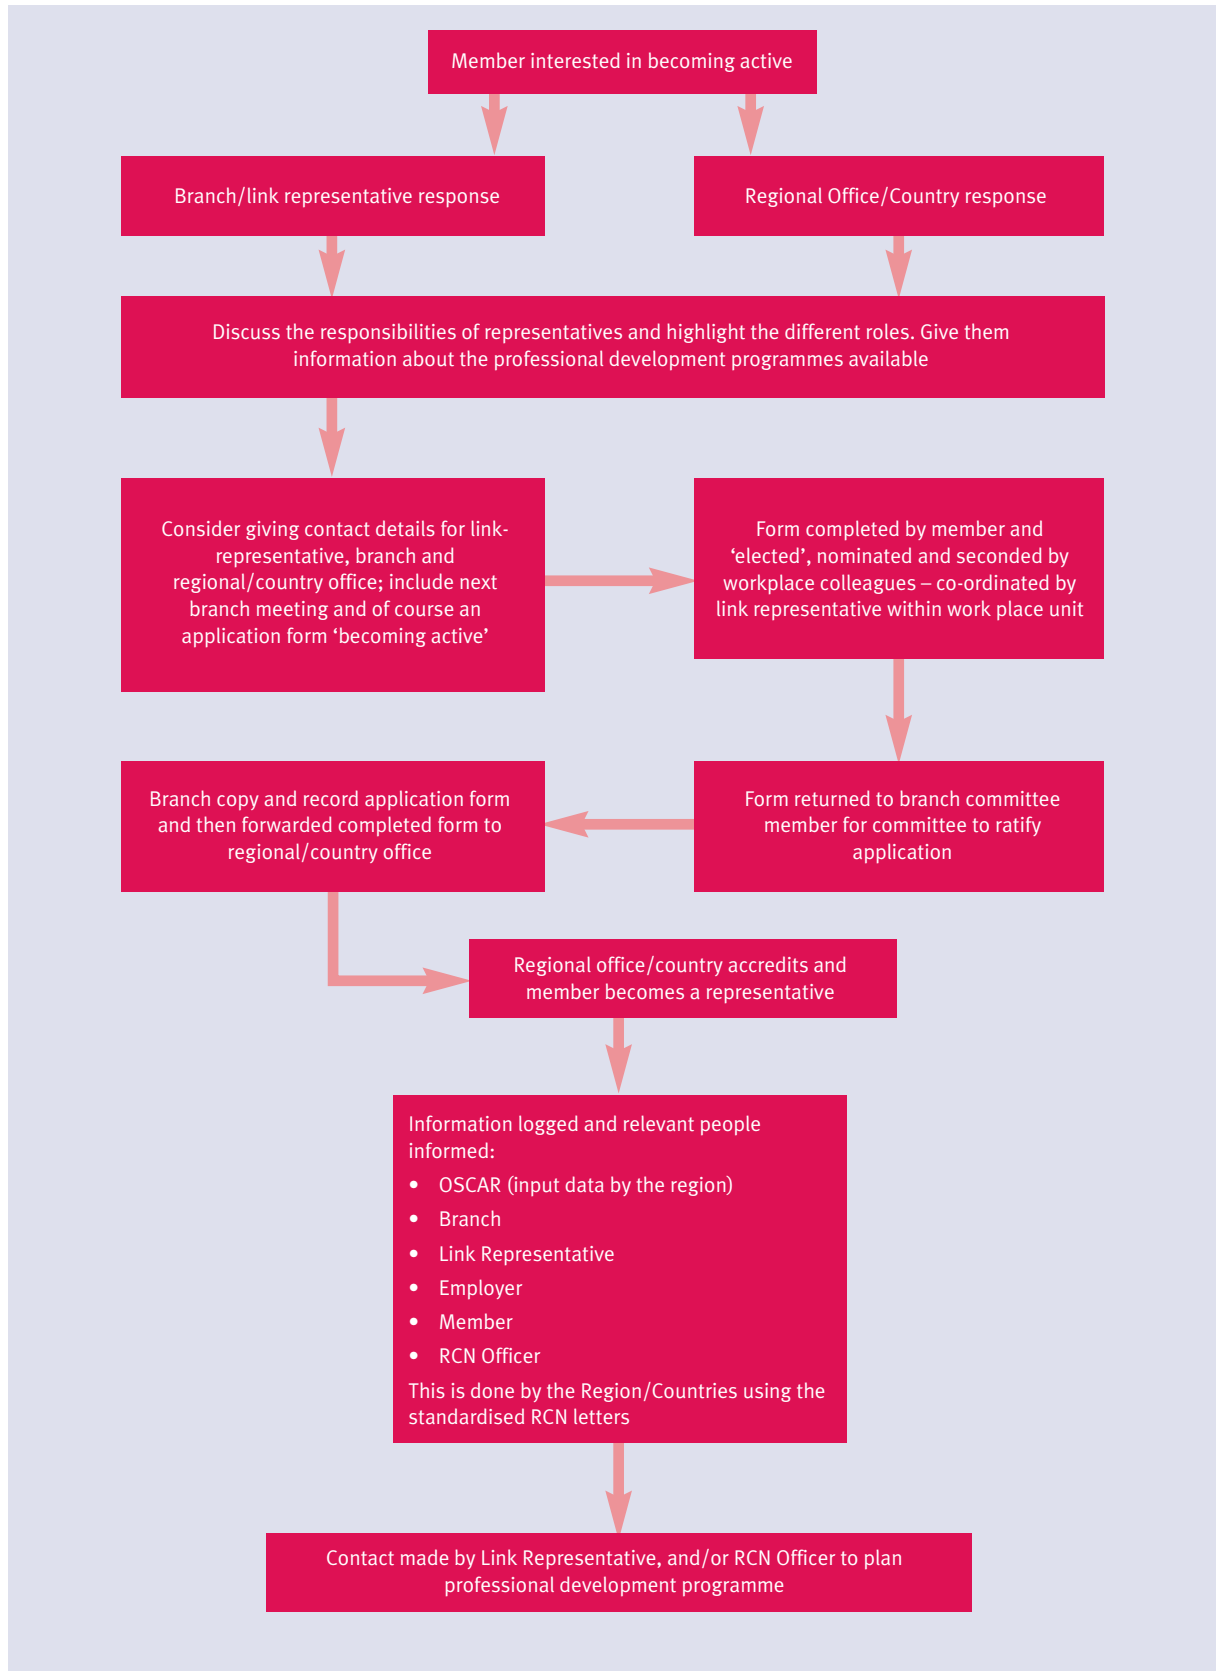 Member interested in becoming active
Branch/link representative response
Regional Office/Country response
Discuss the responsibilities of representatives and highlight the different roles. Give them
information about the professional development programmes available
Consider giving contact details for link-
representative, branch and
regional/country office; include next
branch meeting and of course an
application form ‘becoming active’
Form completed by member and
‘elected’, nominated and seconded by
workplace colleagues – co-ordinated by
link representative within work place unit
Form returned to branch committee
member for committee to ratify
application
Branch copy and record application form
and then forwarded completed form to
regional/country office
Regional office/country accredits and
member becomes a representative
Information logged and relevant people
informed:
• OSCAR (input data by the region)
• Branch
• Link Representative
• Employer
• Member
• RCN Officer
This is done by the Region/Countries using the
standardised RCN letters
Contact made by Link Representative, and/or RCN Officer to plan
professional development programme